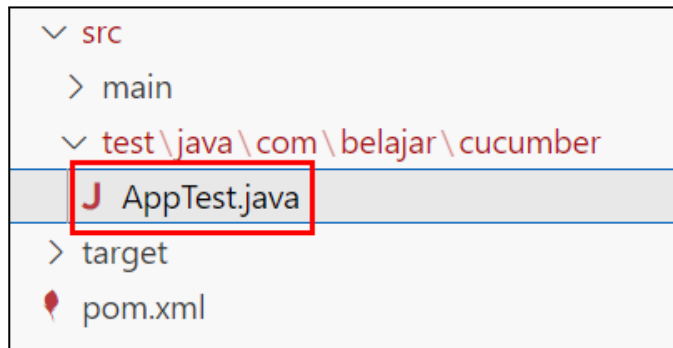 src
main
test\java\com\belajar\cucumber
J AppTest.java
target
pom.xml